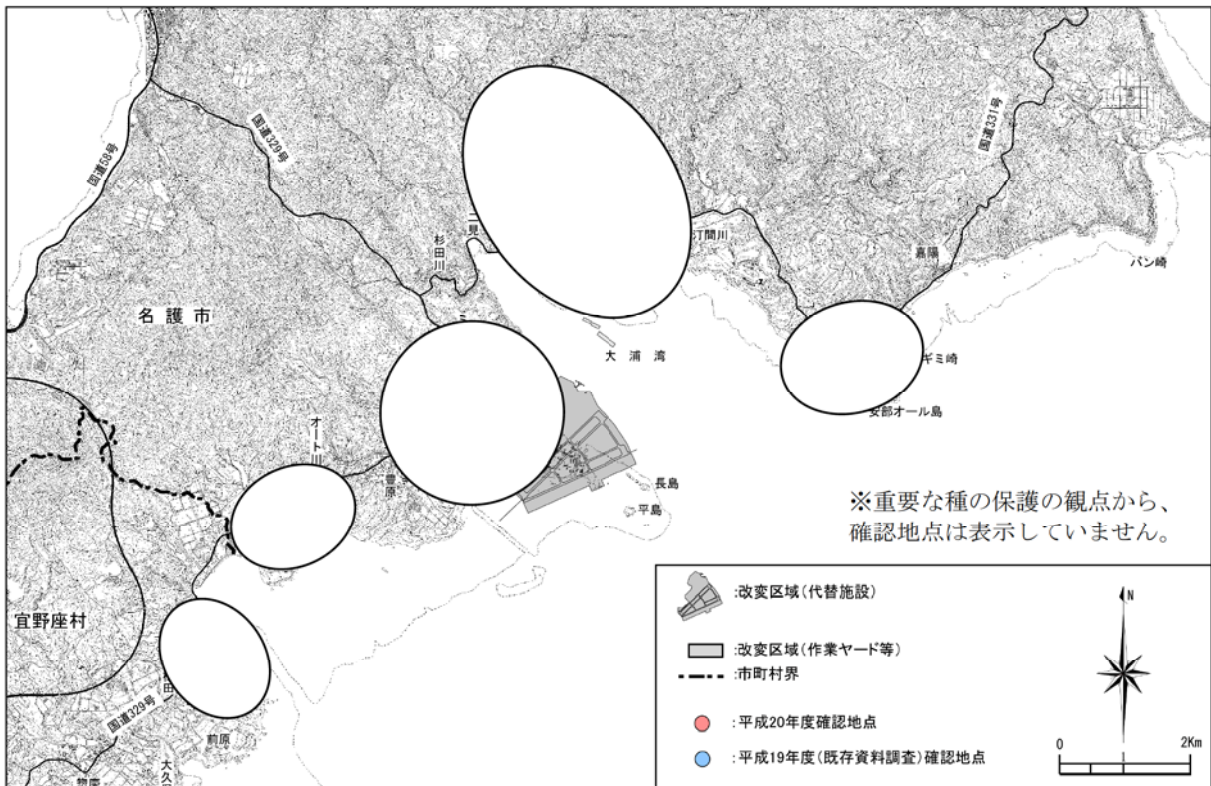 国道58号
国道329号
国道331号
二見
杉田川
汀間川
嘉陽
バン崎
名護市
大浦湾
ギミ崎
安部オール島
オート川
豊原
長島
平島
※重要な種の保護の観点から、
確認地点は表示していません。
宜野座村
国道329号
前原
:改変区域(代替施設)
:改変区域(作業ヤード等)
:市町村界
:平成20年度確認地点
:平成19年度(既存資料調査)確認地点
N
0 2Km